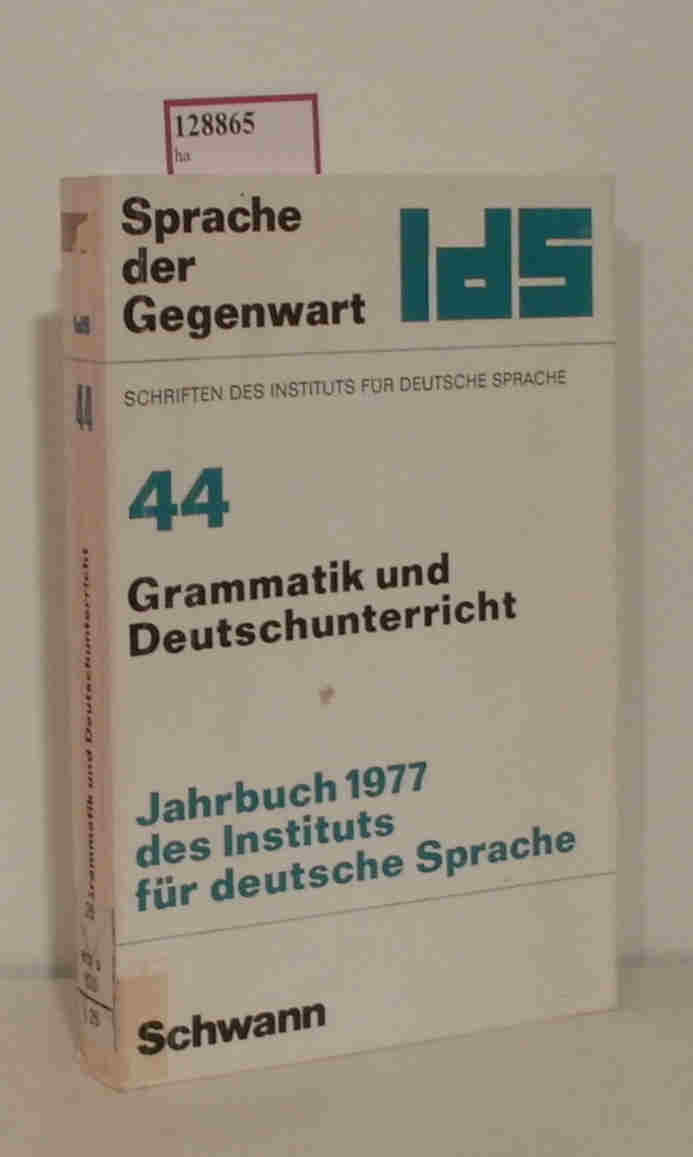 128865
ha
Sprache
der
Gegenwart
Ids
SCHRIFTEN DES INSTITUTS FÜR DEUTSCHE SPRACHE
44
Grammatik und
Deutschunterricht
Jahrbuch 1977
des Instituts
für deutsche Sprache
Schwann
Ids
44
Grammatik und Deutschunterricht